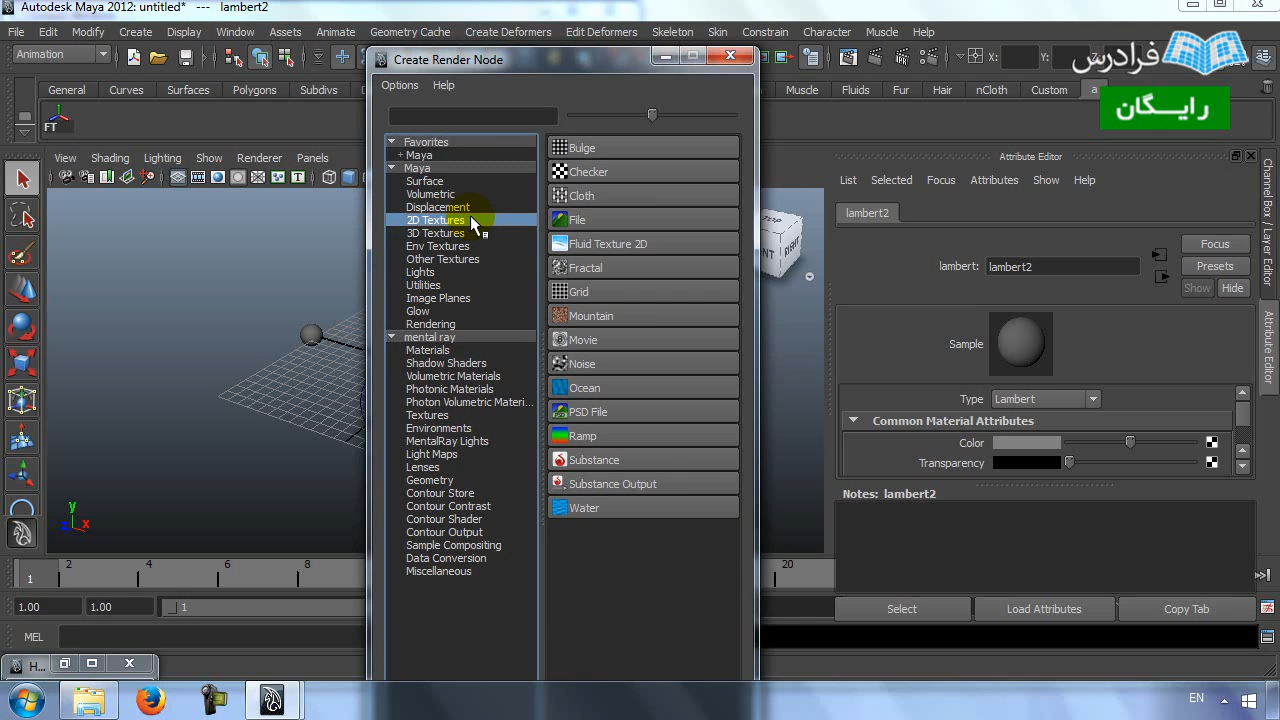 Autodesk Maya 2012: untitled*   ---   lambert2
File Edit Modify Create Display Window Assets Animate Geometry Cache Create Deformers Edit Deformers Skeleton Skin Constrain Character Muscle Help
Animation
X: Y:
فرادرس
رایگان
General Curves Surfaces Polygons Subdivs Muscle Fluids Fur Hair nCloth Custom a
FT
Create Render Node
Options Help
Favorites
+ Maya
Maya
Surface
Volumetric
Displacement
2D Textures
3D Textures
Env Textures
Other Textures
Lights
Utilities
Image Planes
Glow
Rendering
mental ray
Materials
Shadow Shaders
Volumetric Materials
Photonic Materials
Photon Volumetric Materi...
Textures
Environments
MentalRay Lights
Light Maps
Lenses
Geometry
Contour Store
Contour Contrast
Contour Shader
Contour Output
Sample Compositing
Data Conversion
Miscellaneous
Bulge
Checker
Cloth
File
Fluid Texture 2D
Fractal
Grid
Mountain
Movie
Noise
Ocean
PSD File
Ramp
Substance
Substance Output
Water
View Shading Lighting Show Renderer Panels
TOP
RIGHT
y
z x
Attribute Editor
List Selected Focus Attributes Show Help
lambert2
lambert: lambert2
Focus
Presets
Show Hide
Sample
Type Lambert
Common Material Attributes
Color
Transparency
Notes: lambert2
Select Load Attributes Copy Tab
Channel Box / Layer Editor
Attribute Editor
1 2 4 6 8 20
1.00 1.00 1
MEL
H...
EN